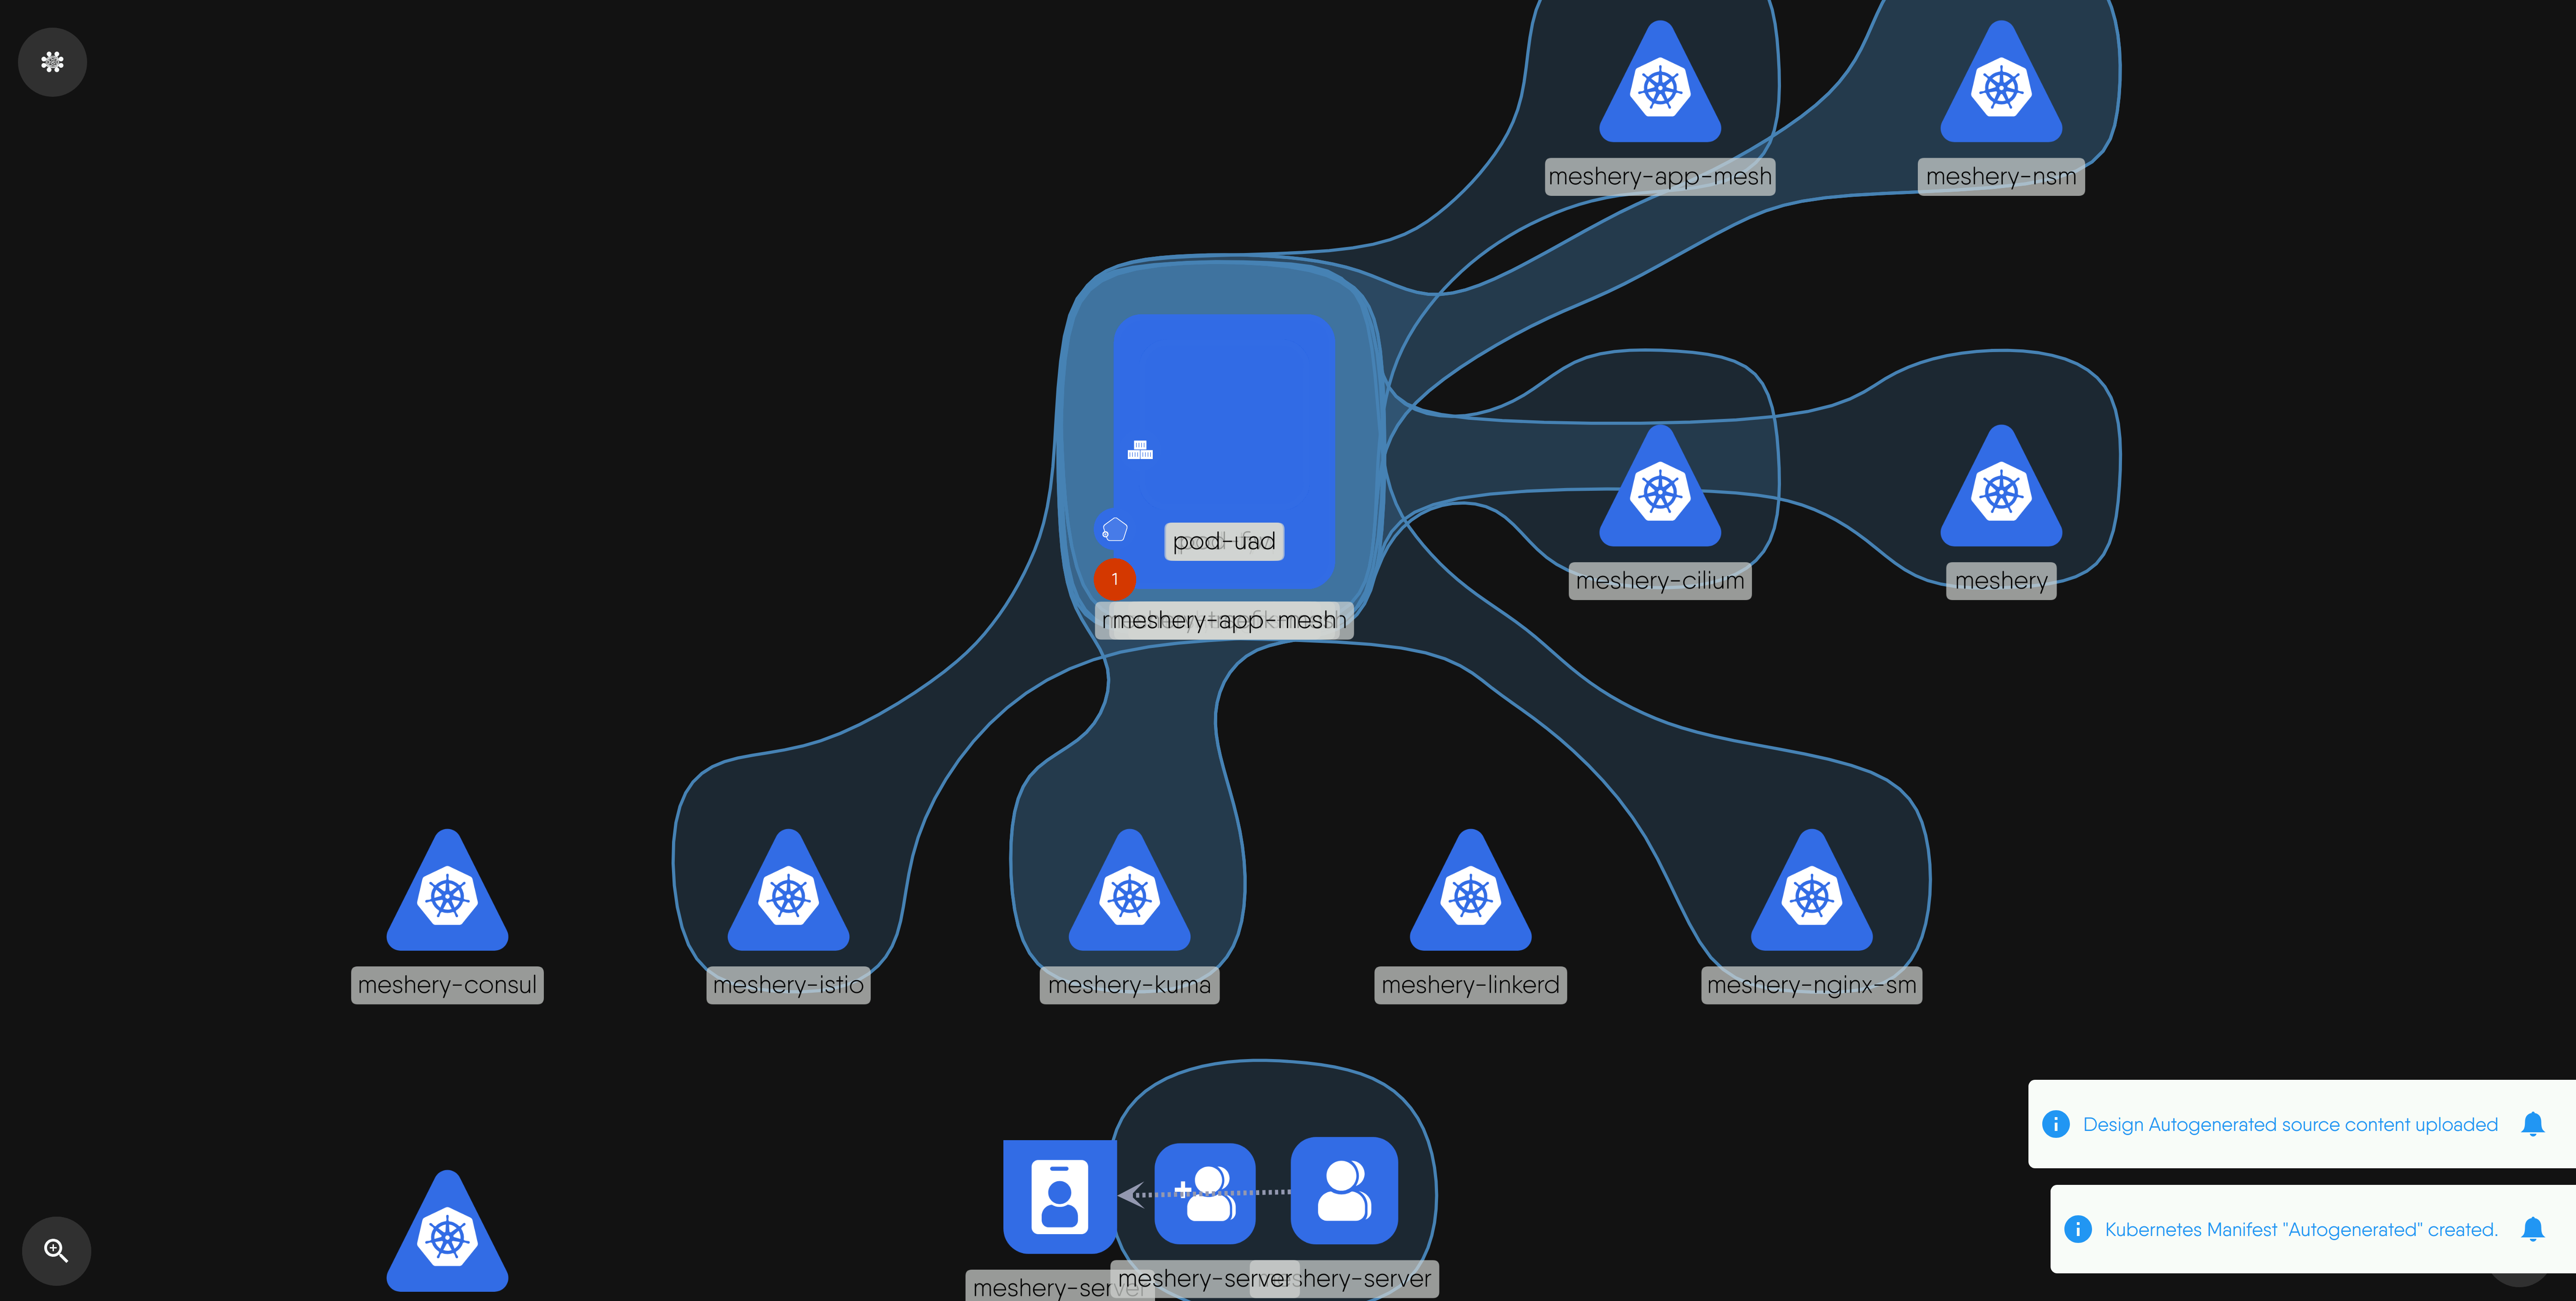 meshery-app-mesh
meshery-nsm
pod-uad
meshery-cilium
meshery
1
meshery-app-mesh
meshery-consul
meshery-istio
meshery-kuma
meshery-linkerd
meshery-nginx-sm
Design Autogenerated source content uploaded
Kubernetes Manifest "Autogenerated" created.
meshery-server
meshery-server
meshery-server